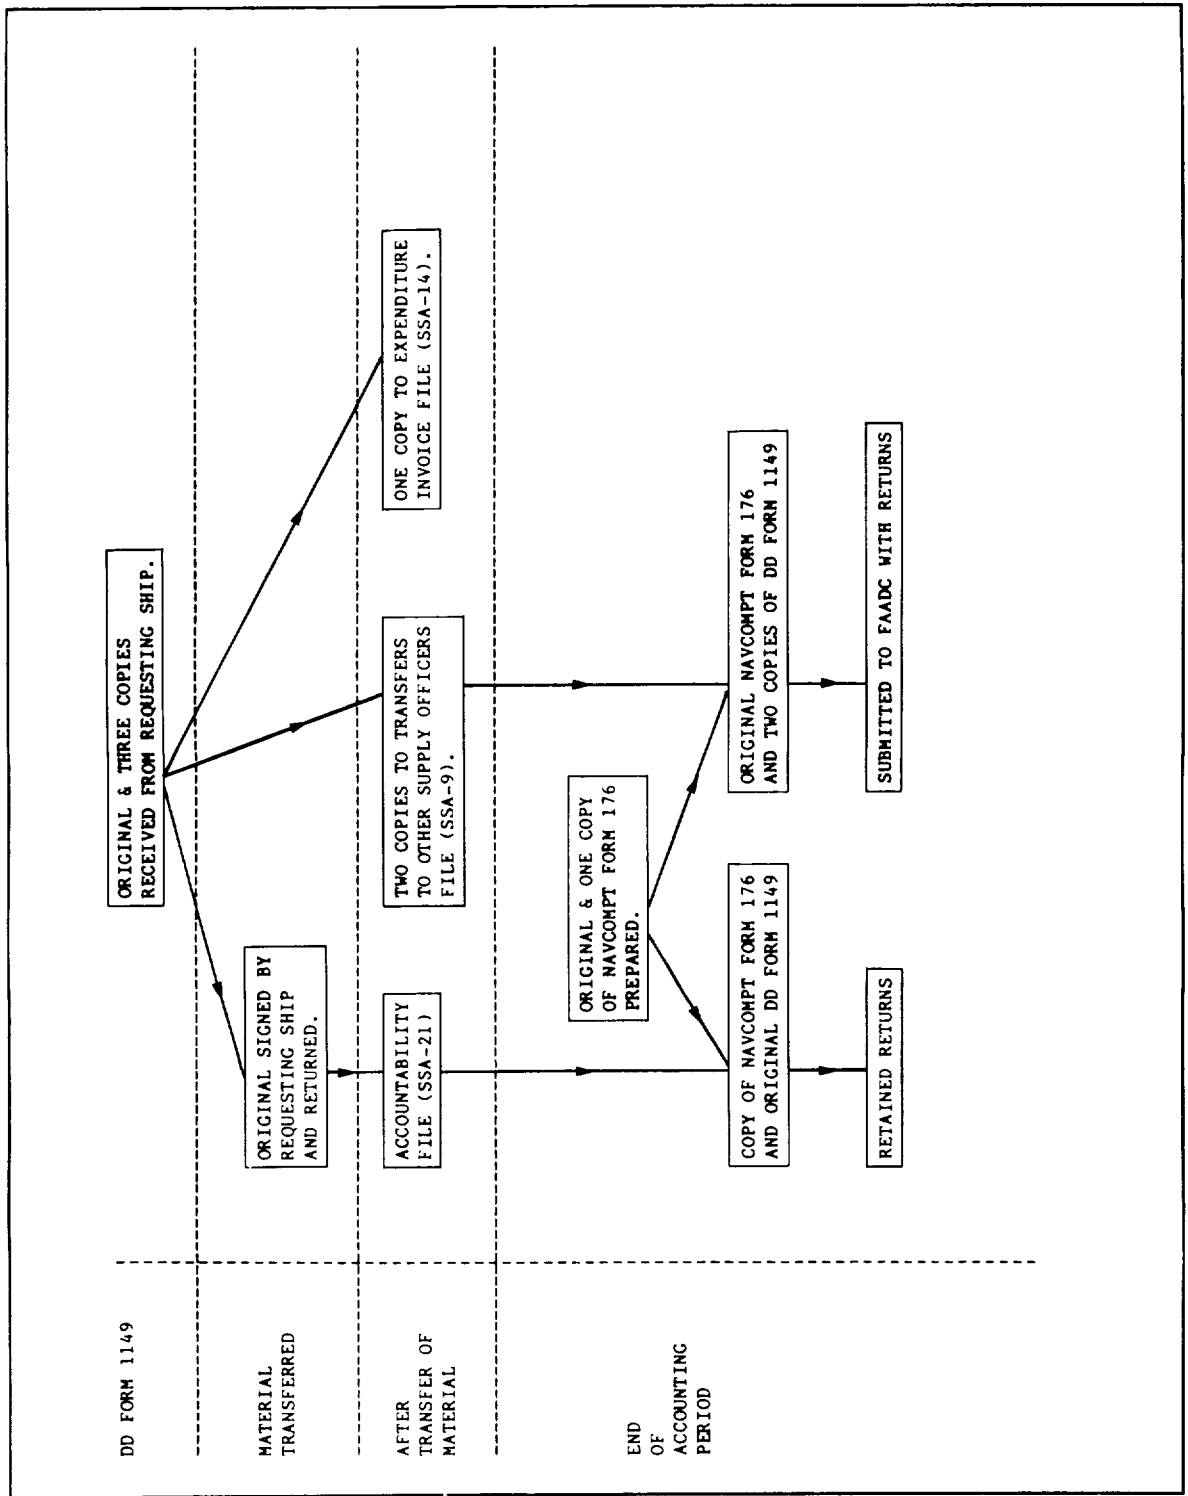 DD FORM 1149
ORIGINAL & THREE COPIES
RECEIVED FROM REQUESTING SHIP.
MATERIAL
TRANSFERRED
ORIGINAL SIGNED BY
REQUESTING SHIP
AND RETURNED.
AFTER
TRANSFER OF
MATERIAL
ACCOUNTABILITY
FILE (SSA-21)
TWO COPIES TO TRANSFERS
TO OTHER SUPPLY OFFICERS
FILE (SSA-9).
ONE COPY TO EXPENDITURE
INVOICE FILE (SSA-14).
END
OF
ACCOUNTING
PERIOD
ORIGINAL & ONE COPY
OF NAVCOMPT FORM 176
PREPARED.
COPY OF NAVCOMPT FORM 176
AND ORIGINAL DD FORM 1149
ORIGINAL NAVCOMPT FORM 176
AND TWO COPIES OF DD FORM 1149
RETAINED RETURNS
SUBMITTED TO FAADC WITH RETURNS